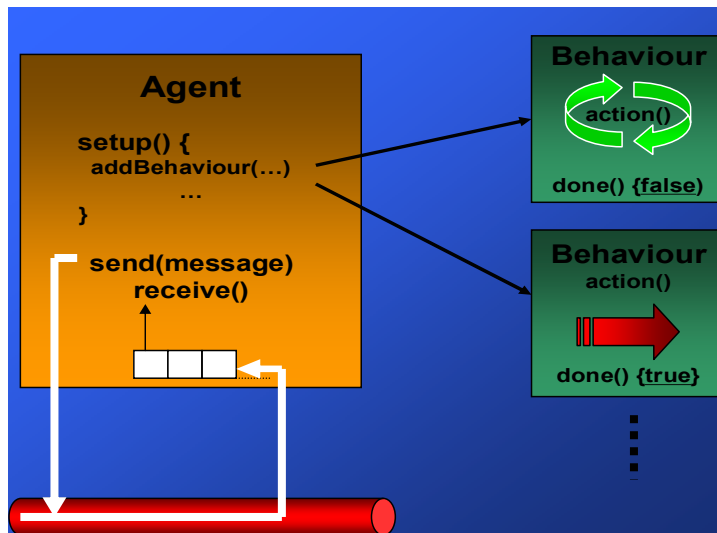 Agent
setup() {
addBehaviour(...)
...
}
send(message)
receive()
Behaviour
action()
done() {false)
Behaviour
action()
done() {true}